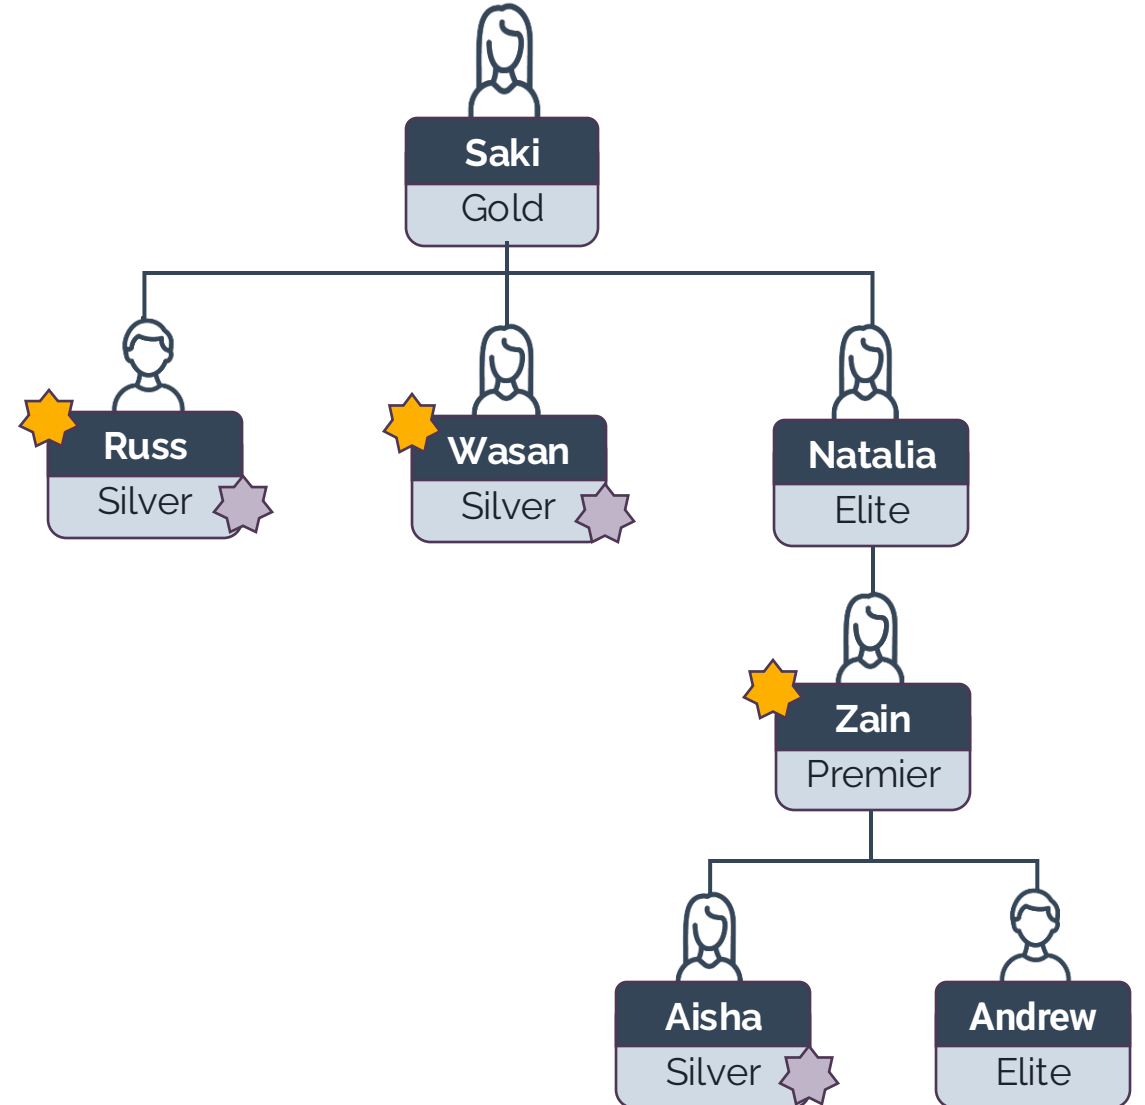 Saki
Gold
Russ
Silver
Wasan
Silver
Natalia
Elite
Zain
Premier
Aisha
Silver
Andrew
Elite